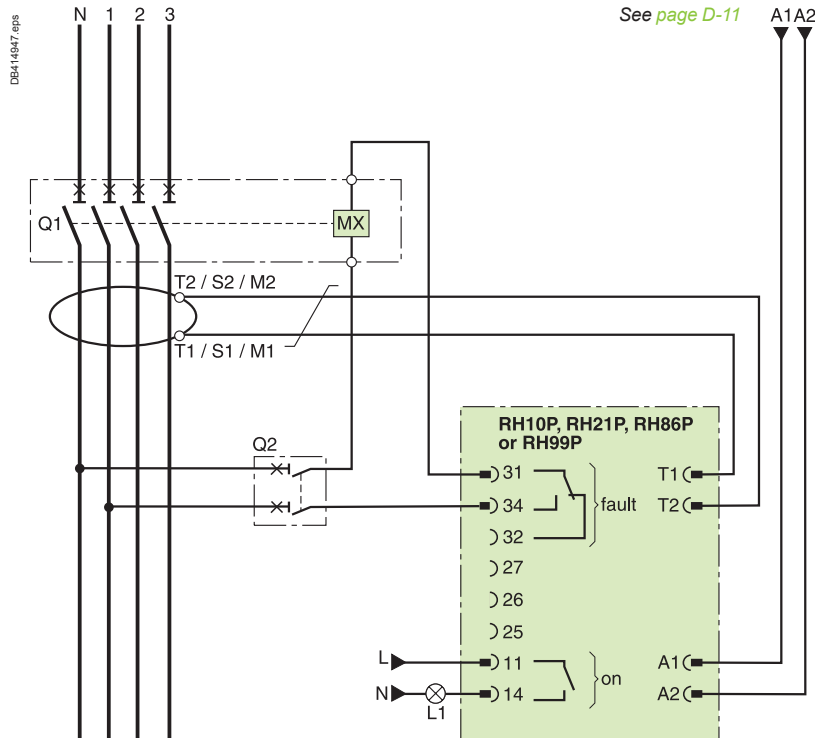 DB414947.eps
N 1 2 3
See page D-11
A1 A2
Q1
MX
T2 / S2 / M2
T1 / S1 / M1
Q2
RH10P, RH21P, RH86P
or RH99P
31
T1
34
fault
T2
32
27
26
25
L
11
A1
on
N
L1
14
A2